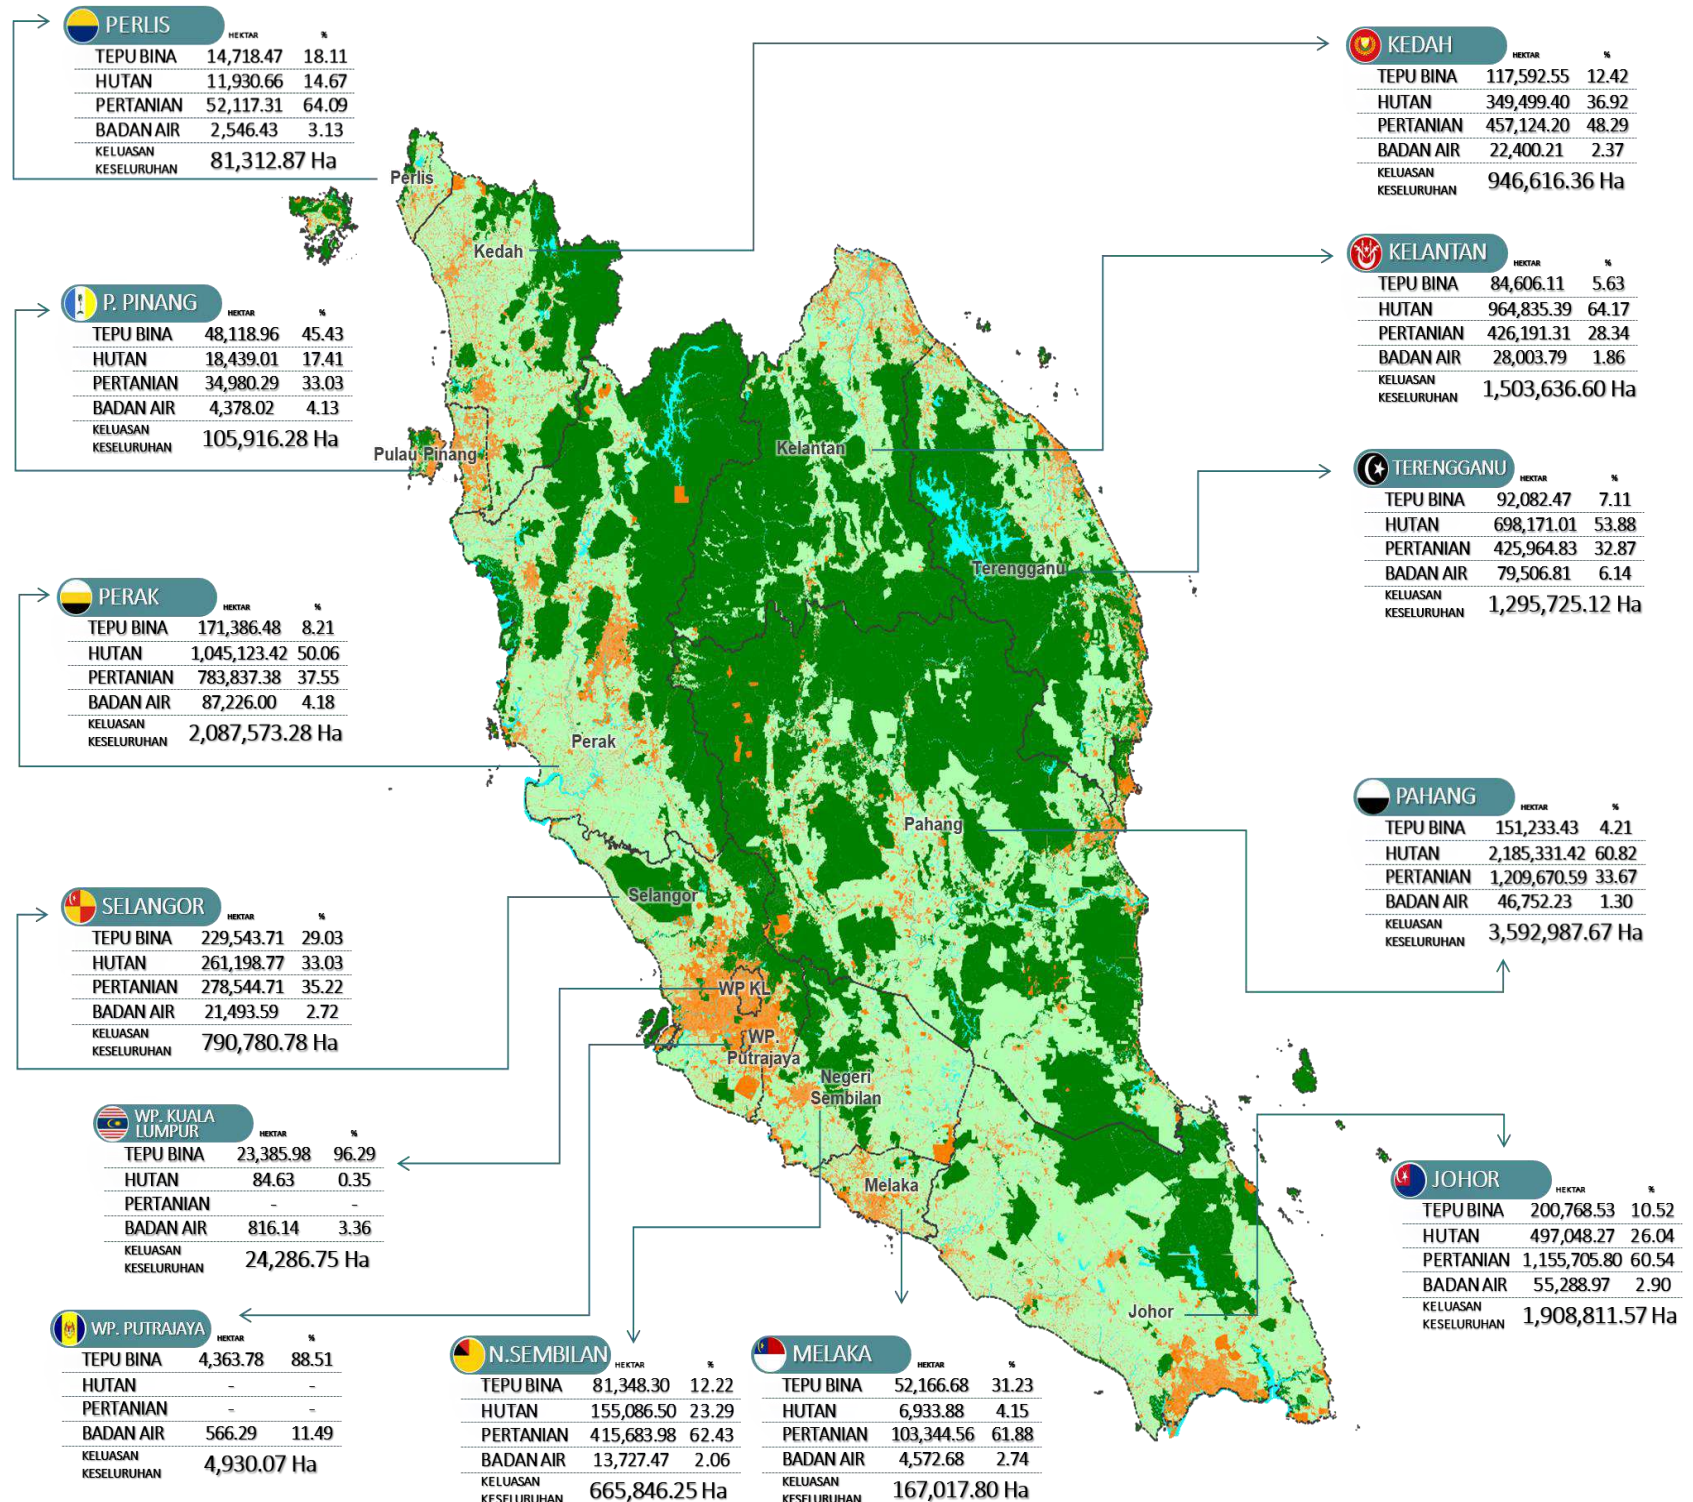 PERLIS
HEKTAR %
TEPU BINA 14,718.47 18.11
HUTAN 11,930.66 14.67
PERTANIAN 52,117.31 64.09
BADAN AIR 2,546.43 3.13
KELUASAN
KESELURUHAN 81,312.87 Ha
KEDAH
HEKTAR %
TEPU BINA 117,592.55 12.42
HUTAN 349,499.40 36.92
PERTANIAN 457,124.20 48.29
BADAN AIR 22,400.21 2.37
KELUASAN
KESELURUHAN 946,616.36 Ha
P. PINANG
HEKTAR %
TEPU BINA 48,118.96 45.43
HUTAN 18,439.01 17.41
PERTANIAN 34,980.29 33.03
BADAN AIR 4,378.02 4.13
KELUASAN
KESELURUHAN 105,916.28 Ha
KELANTAN
HEKTAR %
TEPU BINA 84,606.11 5.63
HUTAN 964,835.39 64.17
PERTANIAN 426,191.31 28.34
BADAN AIR 28,003.79 1.86
KELUASAN
KESELURUHAN 1,503,636.60 Ha
TERENGGANU
HEKTAR %
TEPU BINA 92,082.47 7.11
HUTAN 698,171.01 53.88
PERTANIAN 425,964.83 32.87
BADAN AIR 79,506.81 6.14
KELUASAN
KESELURUHAN 1,295,725.12 Ha
PERAK
HEKTAR %
TEPU BINA 171,386.48 8.21
HUTAN 1,045,123.42 50.06
PERTANIAN 783,837.38 37.55
BADAN AIR 87,226.00 4.18
KELUASAN
KESELURUHAN 2,087,573.28 Ha
PAHANG
HEKTAR %
TEPU BINA 151,233.43 4.21
HUTAN 2,185,331.42 60.82
PERTANIAN 1,209,670.59 33.67
BADAN AIR 46,752.23 1.30
KELUASAN
KESELURUHAN 3,592,987.67 Ha
SELANGOR
HEKTAR %
TEPU BINA 229,543.71 29.03
HUTAN 261,198.77 33.03
PERTANIAN 278,544.71 35.22
BADAN AIR 21,493.59 2.72
KELUASAN
KESELURUHAN 790,780.78 Ha
WP. KUALA
LUMPUR
HEKTAR %
TEPU BINA 23,385.98 96.29
HUTAN 84.63 0.35
PERTANIAN - -
BADAN AIR 816.14 3.36
KELUASAN
KESELURUHAN 24,286.75 Ha
JOHOR
HEKTAR %
TEPU BINA 200,768.53 10.52
HUTAN 497,048.27 26.04
PERTANIAN 1,155,705.80 60.54
BADAN AIR 55,288.97 2.90
KELUASAN
KESELURUHAN 1,908,811.57 Ha
WP. PUTRAJAYA
HEKTAR %
TEPU BINA 4,363.78 88.51
HUTAN - -
PERTANIAN - -
BADAN AIR 566.29 11.49
KELUASAN
KESELURUHAN 4,930.07 Ha
N.SEMBILAN
HEKTAR %
TEPU BINA 81,348.30 12.22
HUTAN 155,086.50 23.29
PERTANIAN 415,683.98 62.43
BADAN AIR 13,727.47 2.06
KELUASAN
KESELURUHAN 665,846.25 Ha
MELAKA
HEKTAR %
TEPU BINA 52,166.68 31.23
HUTAN 6,933.88 4.15
PERTANIAN 103,344.56 61.88
BADAN AIR 4,572.68 2.74
KELUASAN
KESELURUHAN 167,017.80 Ha
Perlis
Kedah
Pulau Pinang
Kelantan
Terengganu
Perak
Pahang
Selangor
WP KL
WP.
Putrajaya
Negeri
Sembilan
Melaka
Johor